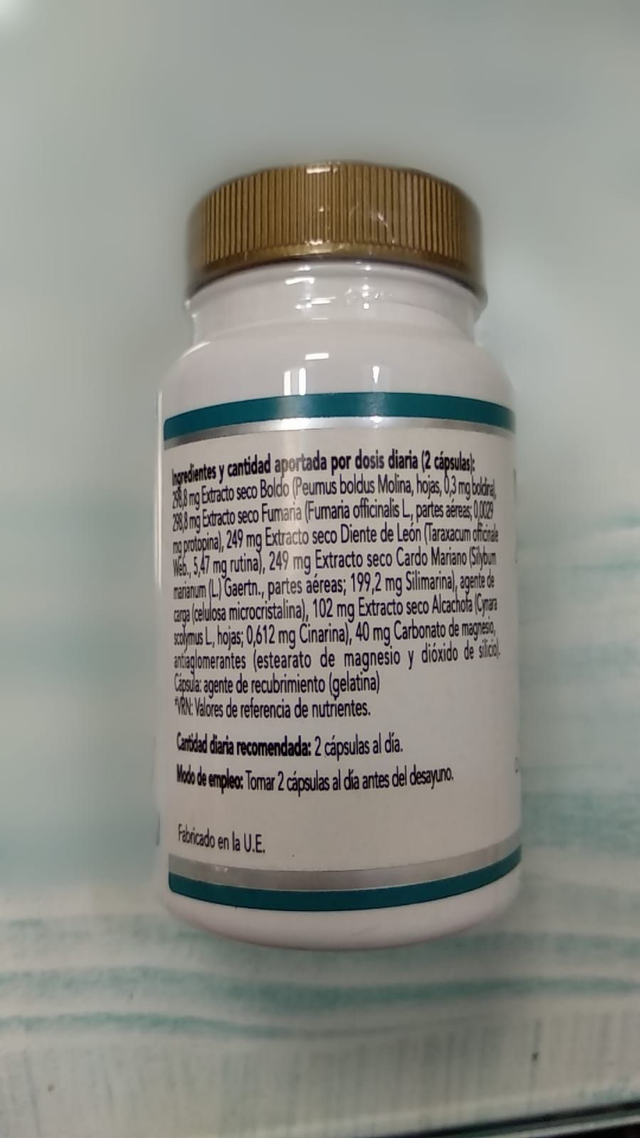 Ingredientes y cantidad aportada por dosis diaria (2 cápsulas):
298,8 mg Extracto seco Boldo (Peumus boldus Molina, hojas, 0,3 mg boldina),
298,8 mg Extracto seco Fumaria (Fumaria officinalis L., partes aéreas; 0,0029
mg protopina), 249 mg Extracto seco Diente de León (Taraxacum officinale
Web., 5,47 mg rutina), 249 mg Extracto seco Cardo Mariano (Silybum
marianum (L.) Gaertn., partes aéreas; 199,2 mg Silimarina), agente de
carga (celulosa microcristalina), 102 mg Extracto seco Alcachofa (Cynara
scolymus L., hojas; 0,612 mg Cinarina), 40 mg Carbonato de magnesio,
antiaglomerantes (estearato de magnesio y dióxido de silicio).
Cápsula: agente de recubrimiento (gelatina)
*VRN: Valores de referencia de nutrientes.
Cantidad diaria recomendada: 2 cápsulas al día.
Modo de empleo: Tomar 2 cápsulas al día antes del desayuno.
Fabricado en la U.E.